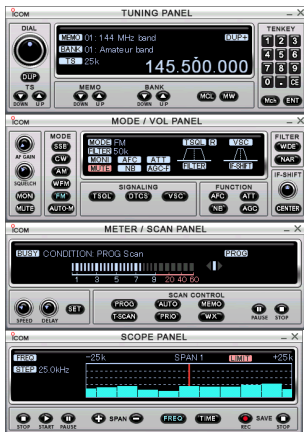 ICOM TUNING PANEL
DIAL
MEMO 01: 144 MHz band DUP+
BANK 01: Amateur band
TS 25k
145.500.000
TENKEY
1 2 3
4 5 6
7 8 9
0 . CE
DUP
TS MEMO BANK
DOWN UP DOWN UP DOWN UP
MCL MW
Mch ENT
ICOM MODE / VOL PANEL
AF GAIN
SQUELCH
MONI
MUTE
MODE
SSB
CW
AM
WFM
FM
AUTO-M
MODE FM TSQL R VSC
FILTER 50k
MONI AFC ATT
MUTE NB AGC-F FILTER IF-SHIFT
SIGNALING
TSQL DTCS VSC
FUNCTION
AFC ATT
NB AGC
FILTER
WIDE
NAR
IF-SHIFT
CENTER
ICOM METER / SCAN PANEL
BUSY CONDITION: PROG Scan PROG
1 3 5 7 9 20 40 60
SPEED DELAY
SET
SCAN CONTROL
PROG AUTO MEMO
T-SCAN PRIO WX
PAUSE STOP
ICOM SCOPE PANEL
FREQ -25k SPAN 1 LIMIT +25k
STEP 25.0kHz
STOP START PAUSE
SPAN
FREQ TIME
REC SAVE STOP